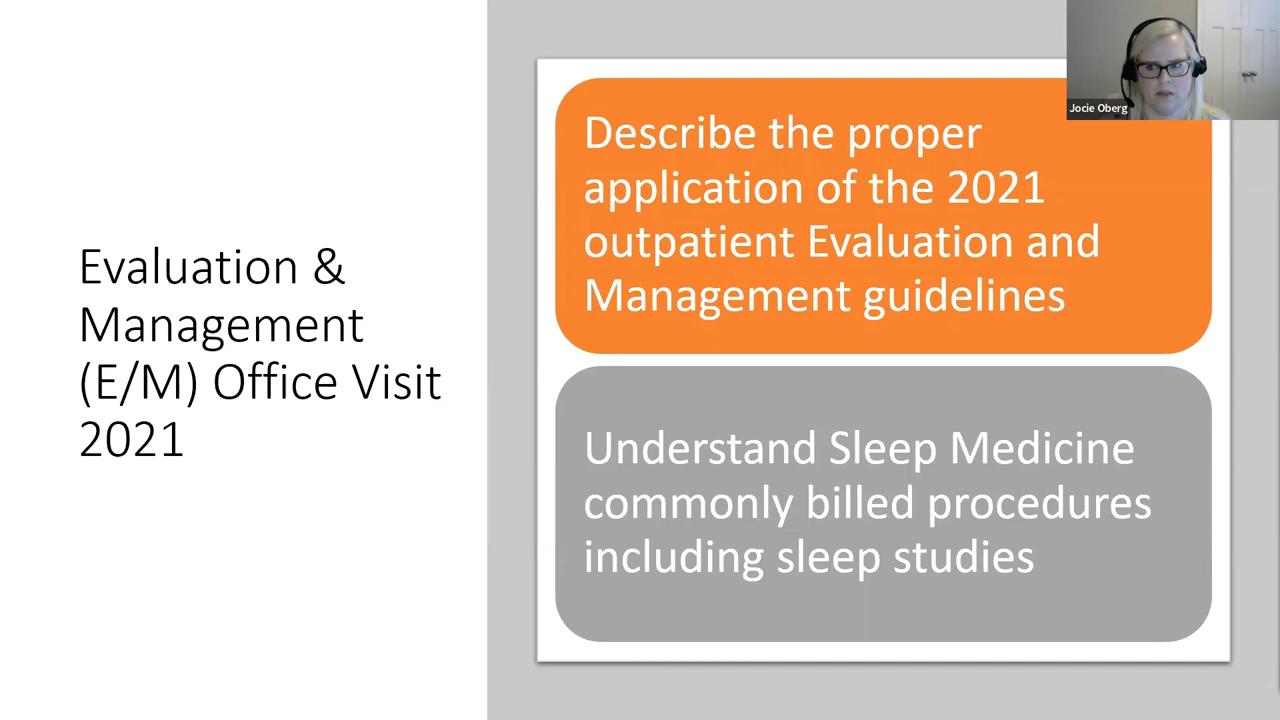 Evaluation &
Management
(E/M) Office Visit
2021
Describe the proper
application of the 2021
outpatient Evaluation and
Management guidelines
Understand Sleep Medicine
commonly billed procedures
including sleep studies
Jocie Oberg